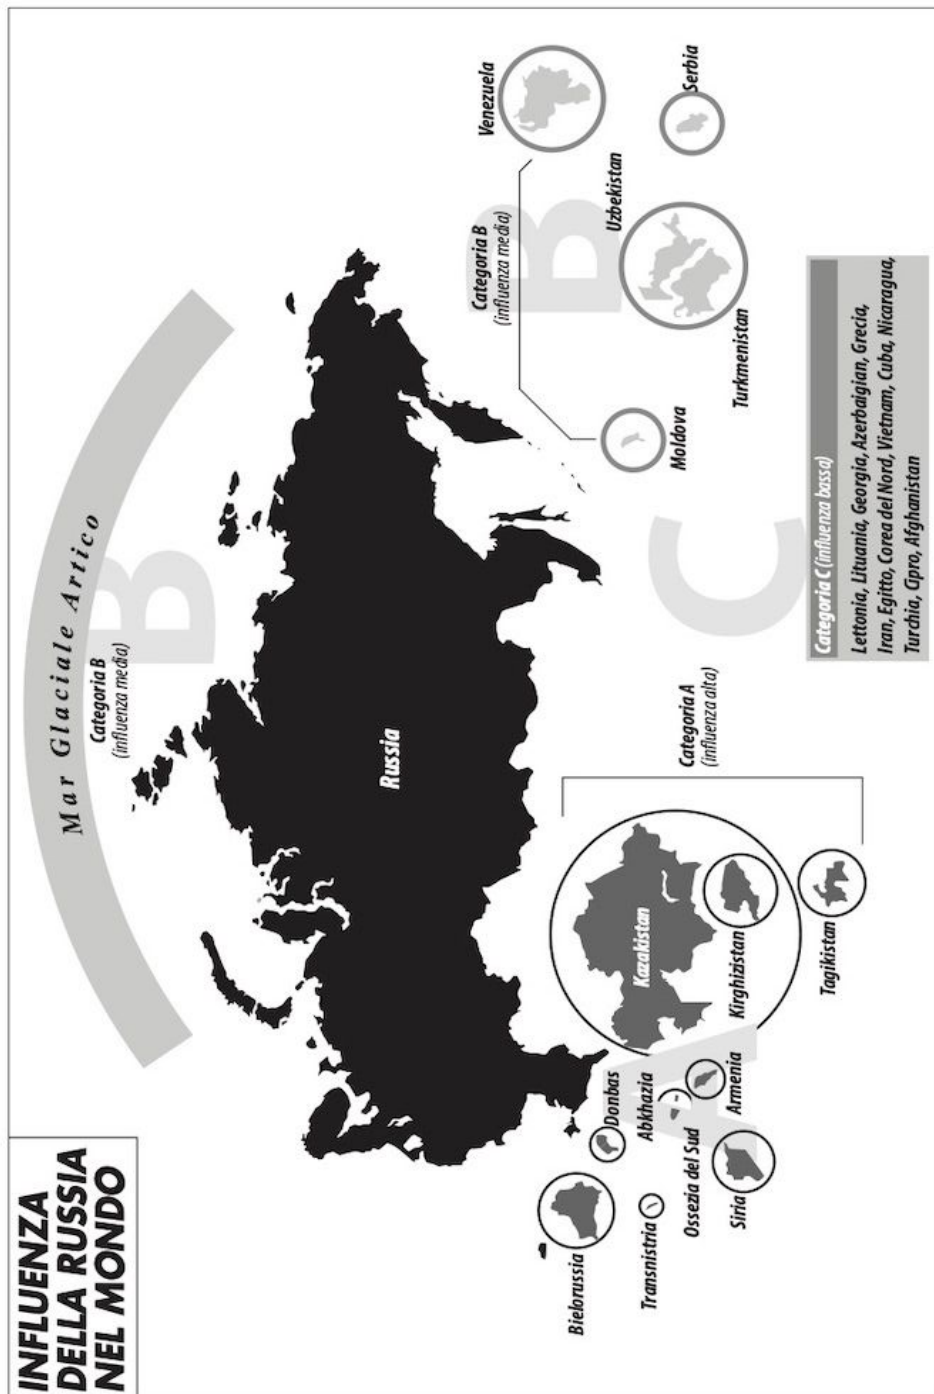 INFLUENZA
DELLA RUSSIA
NEL MONDO
Mar Glaciale Artico
Categoria B
(influenza media)
B
Russia
Categoria B
(influenza media)
B
Venezuela
Serbia
Uzbekistan
Turkmenistan
Moldova
C
Categoria A
(influenza alta)
A
Kazakistan
Kirghizistan
Tagikistan
Bielorussia
Donbas
Transnistria
Abkhazia
Ossezia del Sud
Armenia
Siria
Categoria C (influenza bassa)
Lettonia, Lituania, Georgia, Azerbaigian, Grecia,
Iran, Egitto, Corea del Nord, Vietnam, Cuba, Nicaragua,
Turchia, Cipro, Afghanistan